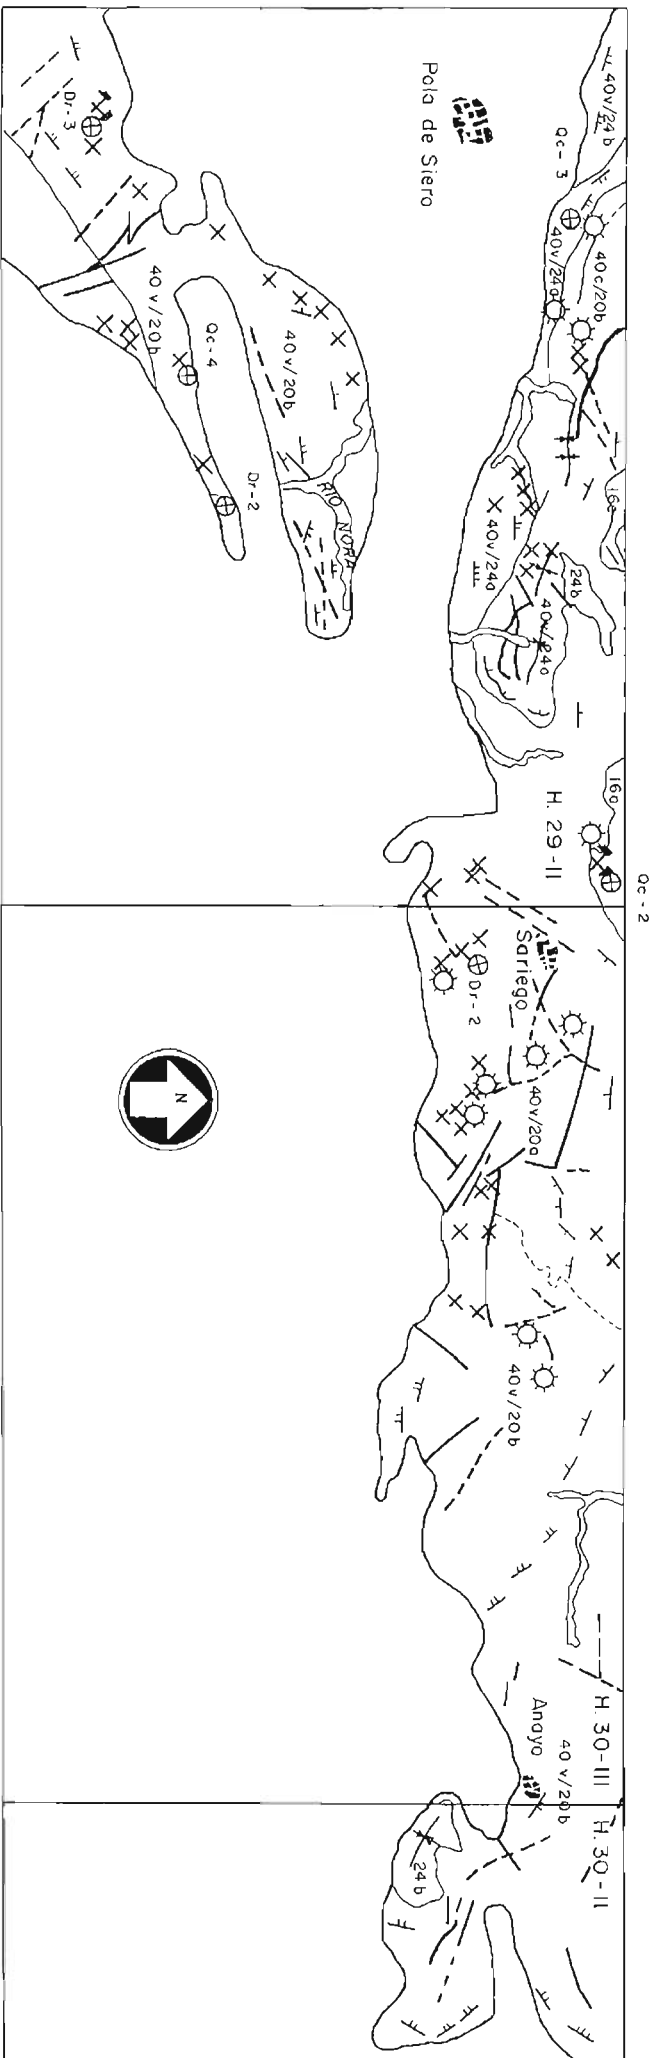 40v/24b
Qc-3
Pola de Siero
Dr-3
40v/24a
40c/20b
40v/20b
Qc-4
40v/20b
16c
Dr-2
RIO NORA
40v/24a
24b
40v/24a
16a
H. 29-II
Qc-2
Sariego
Dr-2
N
40v/20a
40v/20b
H. 30-III
Anayo
40v/20b
H. 30-II
24b